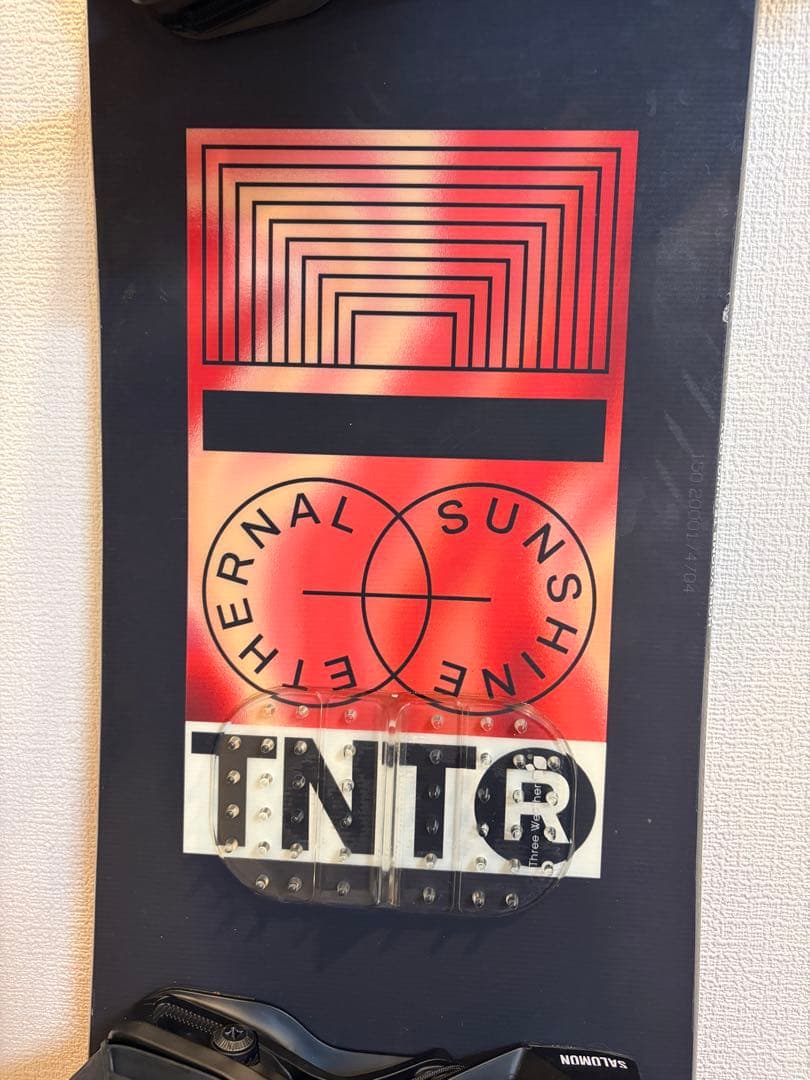 ETHERNAL
SUNSHINE
TNTR
Three Weather
SALOMON